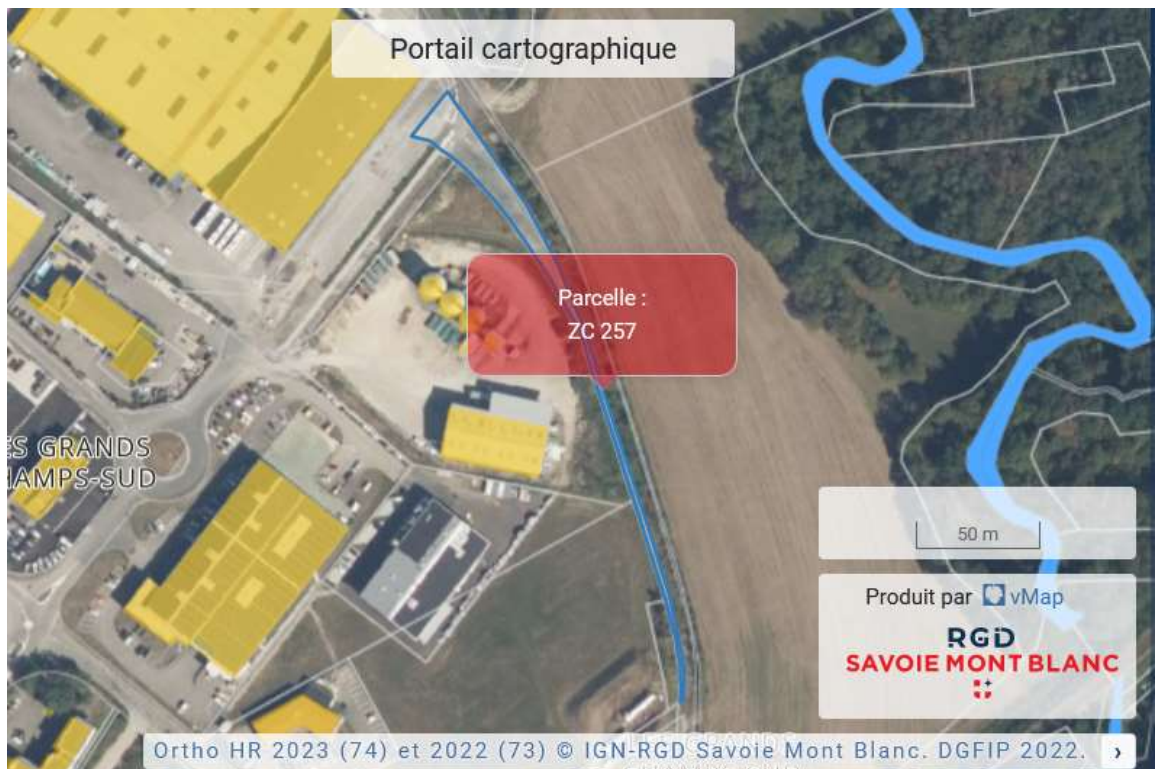 Portail cartographique
Parcelle :
ZC 257
ES GRANDS
HAMPS-SUD
50 m
Produit par vMap
RGD
SAVOIE MONT BLANC
Ortho HR 2023 (74) et 2022 (73) © IGN-RGD Savoie Mont Blanc. DGFIP 2022.